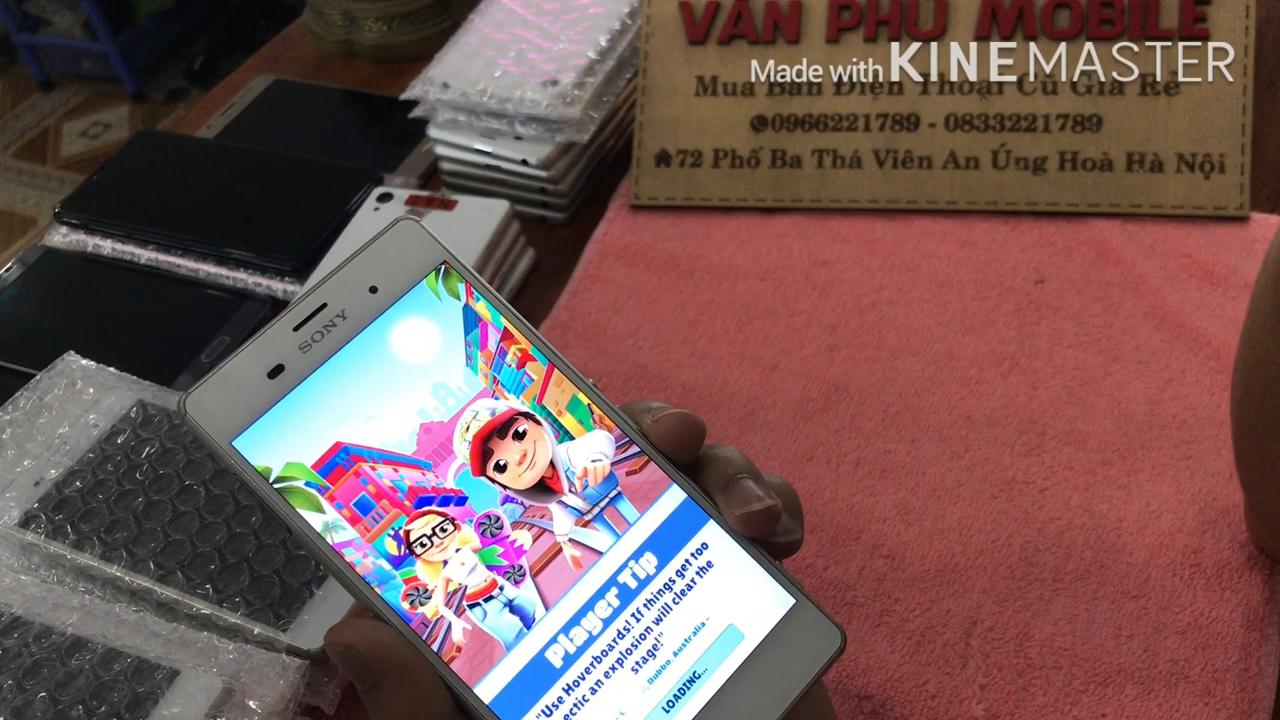 VĂN PHÚ MOBILE
Made with KINEMASTER
Mua Bán Điện Thoại Cũ Giá Rẻ
0966221789 - 0833221789
72 Phố Ba Thá Viên An Ứng Hoà Hà Nội
SONY
Player Tip
"Use Hoverboards! If things get too
ectic an explosion will clear the
stage!"
Dubbo, Australia -
LOADING...